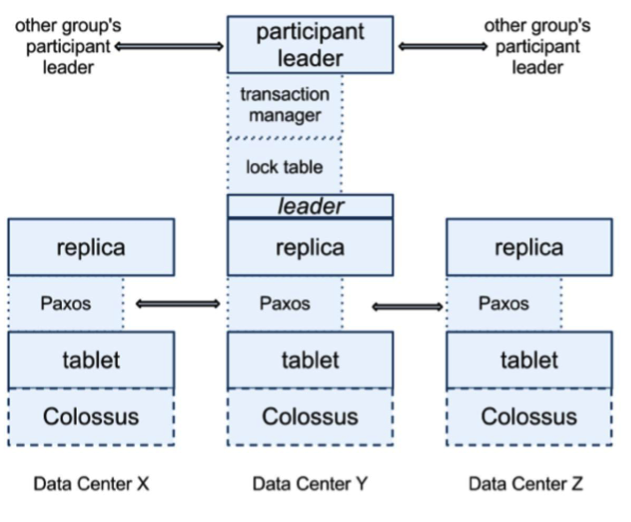 other group's
participant
leader
participant
leader
other group's
participant
leader
transaction
manager
lock table
leader
replica
replica
replica
Paxos
Paxos
Paxos
tablet
tablet
tablet
Colossus
Colossus
Colossus
Data Center X
Data Center Y
Data Center Z